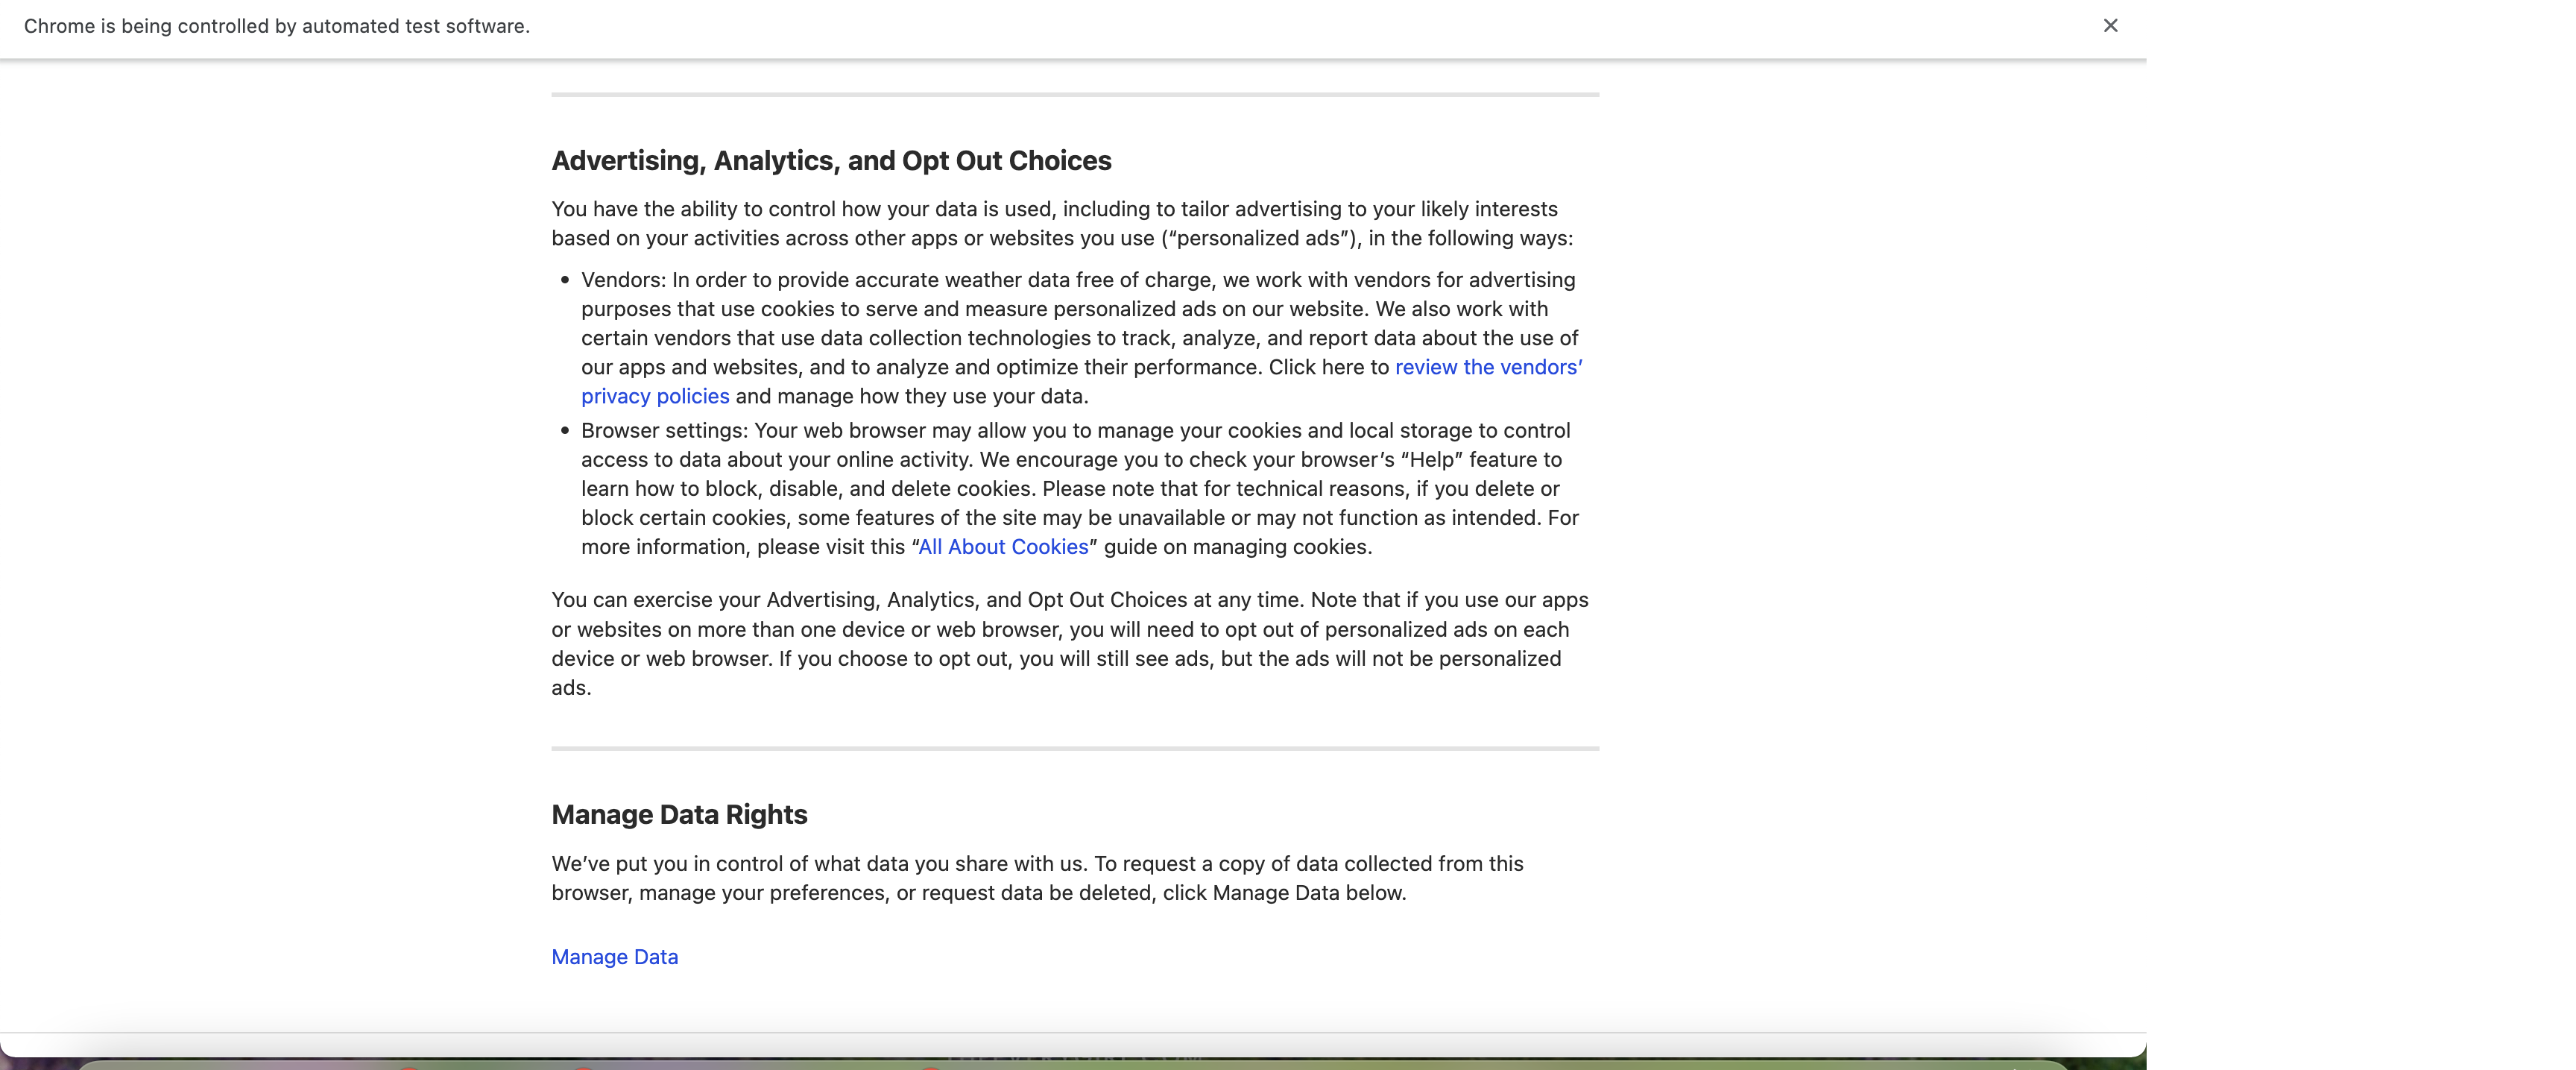 Chrome is being controlled by automated test software.
Advertising, Analytics, and Opt Out Choices
You have the ability to control how your data is used, including to tailor advertising to your likely interests
based on your activities across other apps or websites you use (“personalized ads”), in the following ways:
• Vendors: In order to provide accurate weather data free of charge, we work with vendors for advertising
purposes that use cookies to serve and measure personalized ads on our website. We also work with
certain vendors that use data collection technologies to track, analyze, and report data about the use of
our apps and websites, and to analyze and optimize their performance. Click here to review the vendors’
privacy policies and manage how they use your data.
• Browser settings: Your web browser may allow you to manage your cookies and local storage to control
access to data about your online activity. We encourage you to check your browser’s “Help” feature to
learn how to block, disable, and delete cookies. Please note that for technical reasons, if you delete or
block certain cookies, some features of the site may be unavailable or may not function as intended. For
more information, please visit this “All About Cookies” guide on managing cookies.
You can exercise your Advertising, Analytics, and Opt Out Choices at any time. Note that if you use our apps
or websites on more than one device or web browser, you will need to opt out of personalized ads on each
device or web browser. If you choose to opt out, you will still see ads, but the ads will not be personalized
ads.
Manage Data Rights
We’ve put you in control of what data you share with us. To request a copy of data collected from this
browser, manage your preferences, or request data be deleted, click Manage Data below.
Manage Data